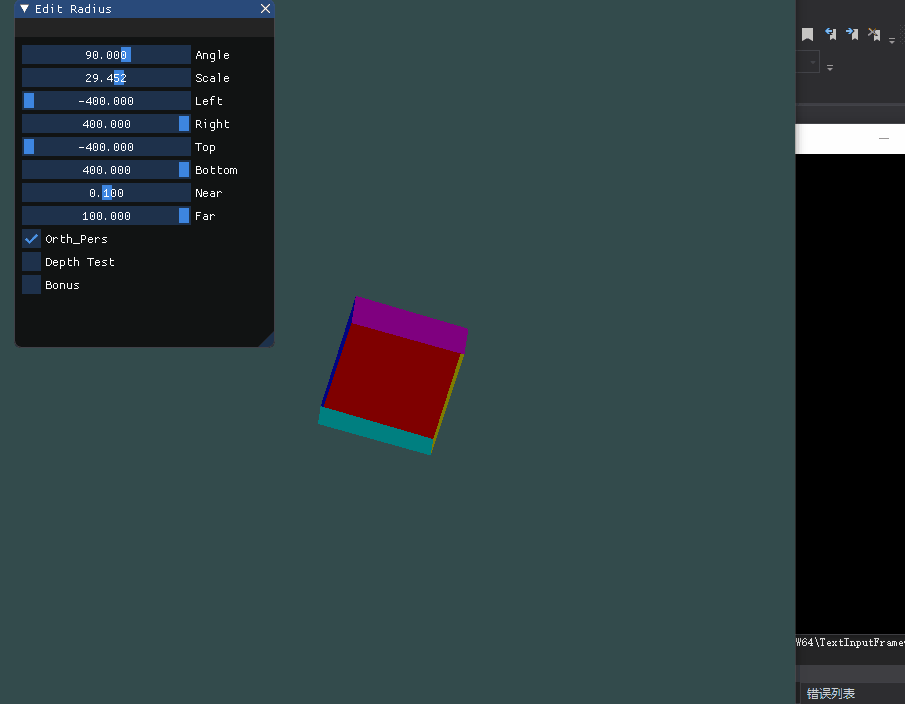 Edit Radius
90.000 Angle
29.452 Scale
-400.000 Left
400.000 Right
-400.000 Top
400.000 Bottom
0.100 Near
100.000 Far
Orth_Pers
Depth Test
Bonus
W64\TextInputFrame
错误列表